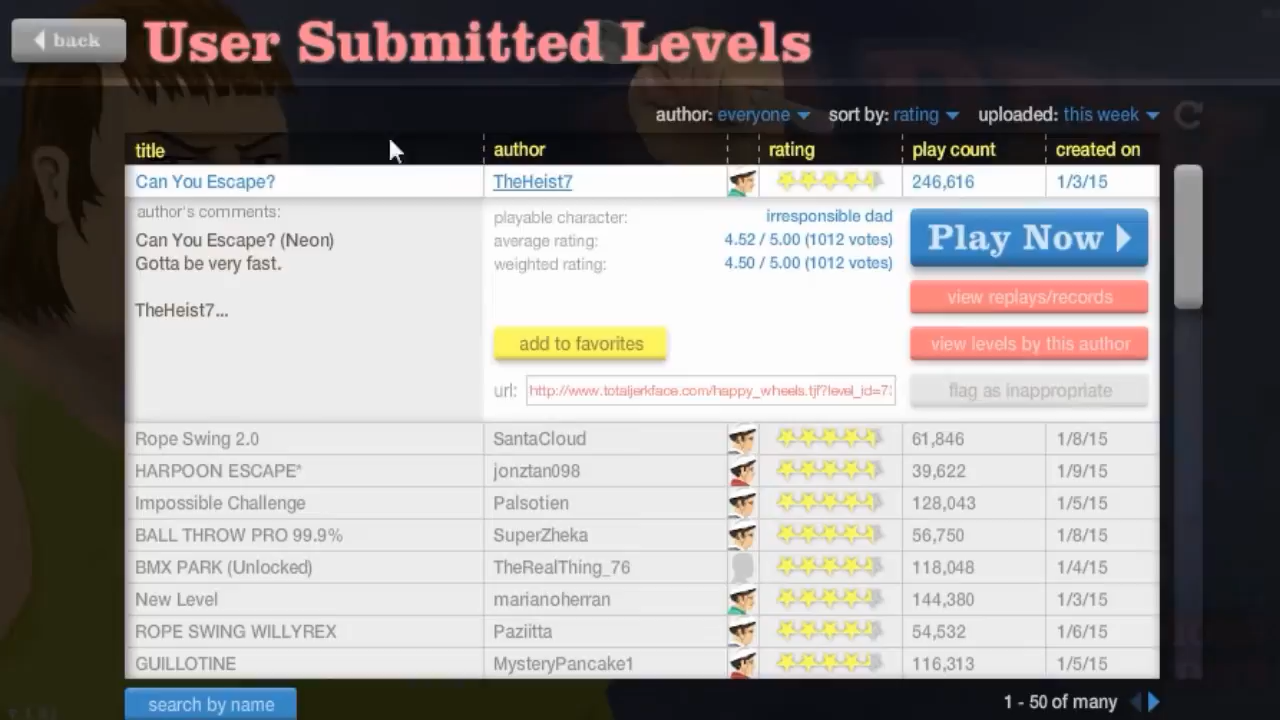 back
User Submitted Levels
author: everyone sort by: rating uploaded: this week
title author rating play count created on
Can You Escape? TheHeist7 246,616 1/3/15
author's comments:
Can You Escape? (Neon)
Gotta be very fast.
TheHeist7...
playable character: irresponsible dad
average rating: 4.52 / 5.00 (1012 votes)
weighted rating: 4.50 / 5.00 (1012 votes)
add to favorites
url: http://www.totaljerkface.com/happy_wheels.tjf?level_id=7
Play Now
view replays/records
view levels by this author
flag as inappropriate
Rope Swing 2.0 SantaCloud 61,846 1/8/15
HARPOON ESCAPE* jonztan098 39,622 1/9/15
Impossible Challenge Palsotien 128,043 1/5/15
BALL THROW PRO 99.9% SuperZheka 56,750 1/8/15
BMX PARK (Unlocked) TheRealThing_76 118,048 1/4/15
New Level marianoherran 144,380 1/3/15
ROPE SWING WILLYREX Paziitta 54,532 1/6/15
GUILLOTINE MysteryPancake1 116,313 1/5/15
search by name
1 - 50 of many